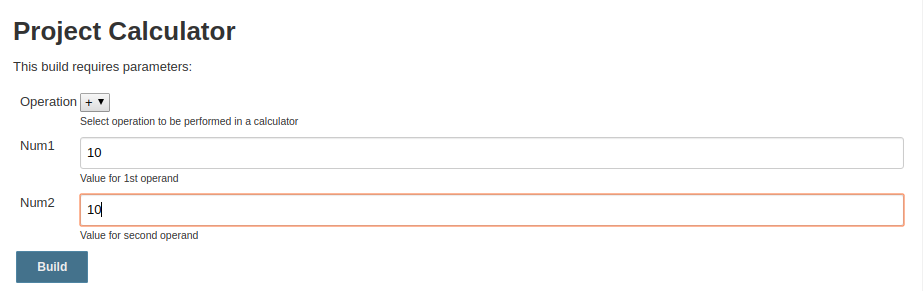 Project Calculator
This build requires parameters:
Operation + ▼
Select operation to be performed in a calculator
Num1 10
Value for 1st operand
Num2 10
Value for second operand
Build